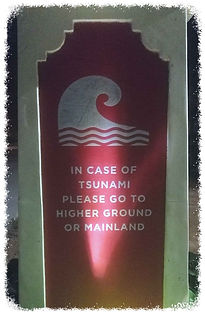 IN CASE OF
TSUNAMI
PLEASE GO TO
HIGHER GROUND
OR MAINLAND